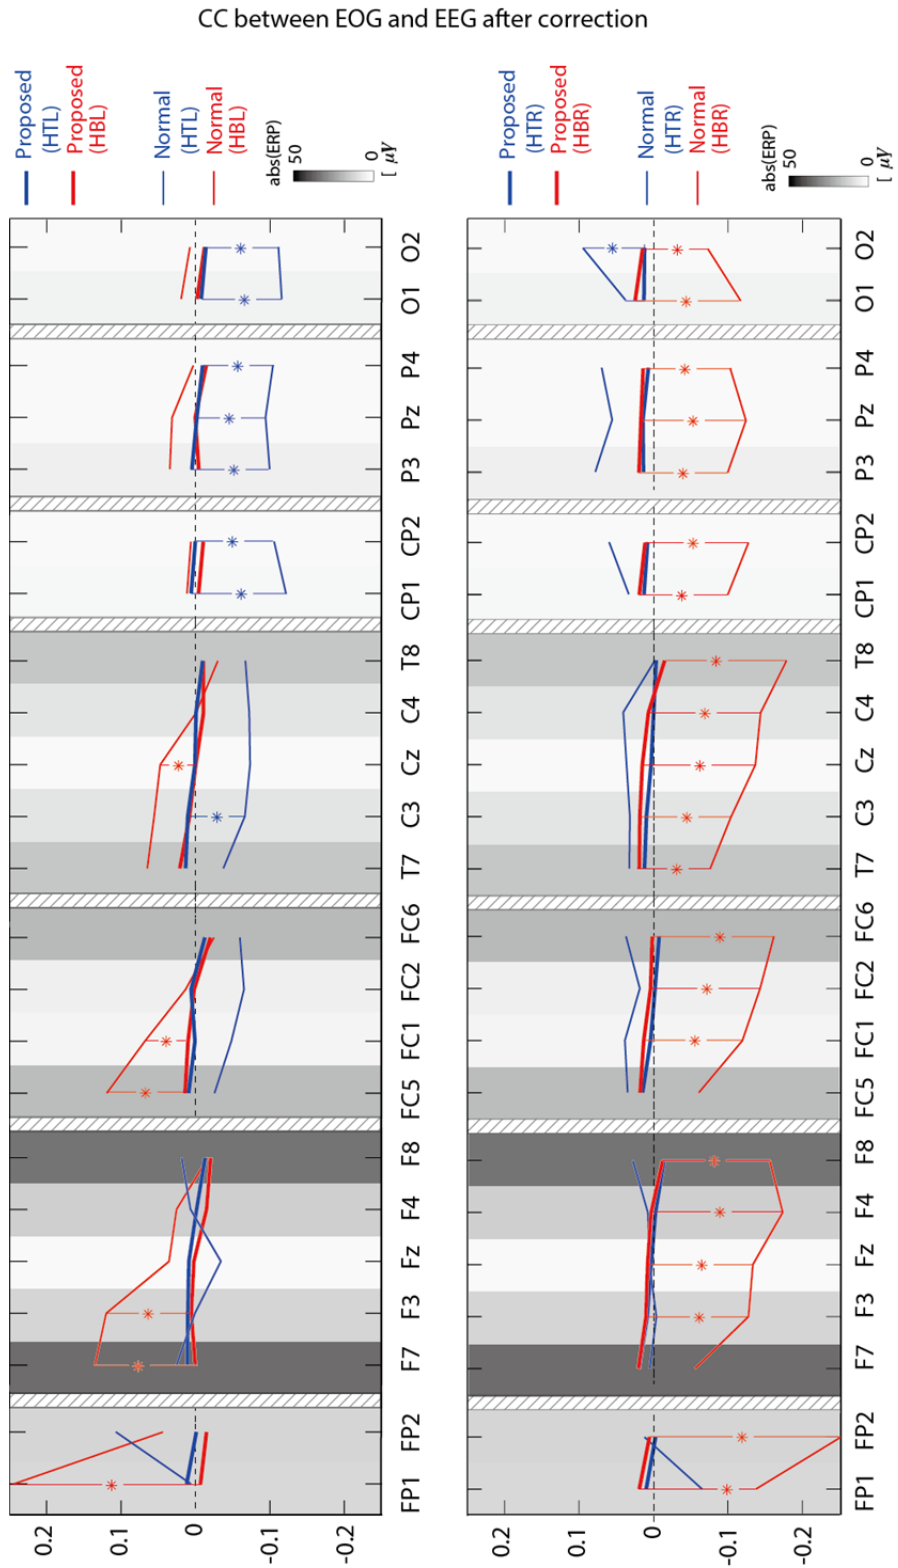 CC between EOG and EEG after correction
Proposed
(HTL)
Proposed
(HBL)
Normal
(HTL)
Normal
(HBL)
abs(ERP)
50
0
[ µV
O2
O1
P4
Pz
P3
CP2
CP1
T8
C4
Cz
C3
T7
FC6
FC2
FC1
FC5
F8
F4
Fz
F3
F7
FP2
FP1
0.2
0.1
0
-0.1
-0.2
Proposed
(HTR)
Proposed
(HBR)
Normal
(HTR)
Normal
(HBR)
abs(ERP)
50
0
[ µV
O2
O1
P4
Pz
P3
CP2
CP1
T8
C4
Cz
C3
T7
FC6
FC2
FC1
FC5
F8
F4
Fz
F3
F7
FP2
FP1
0.2
0.1
0
-0.1
-0.2